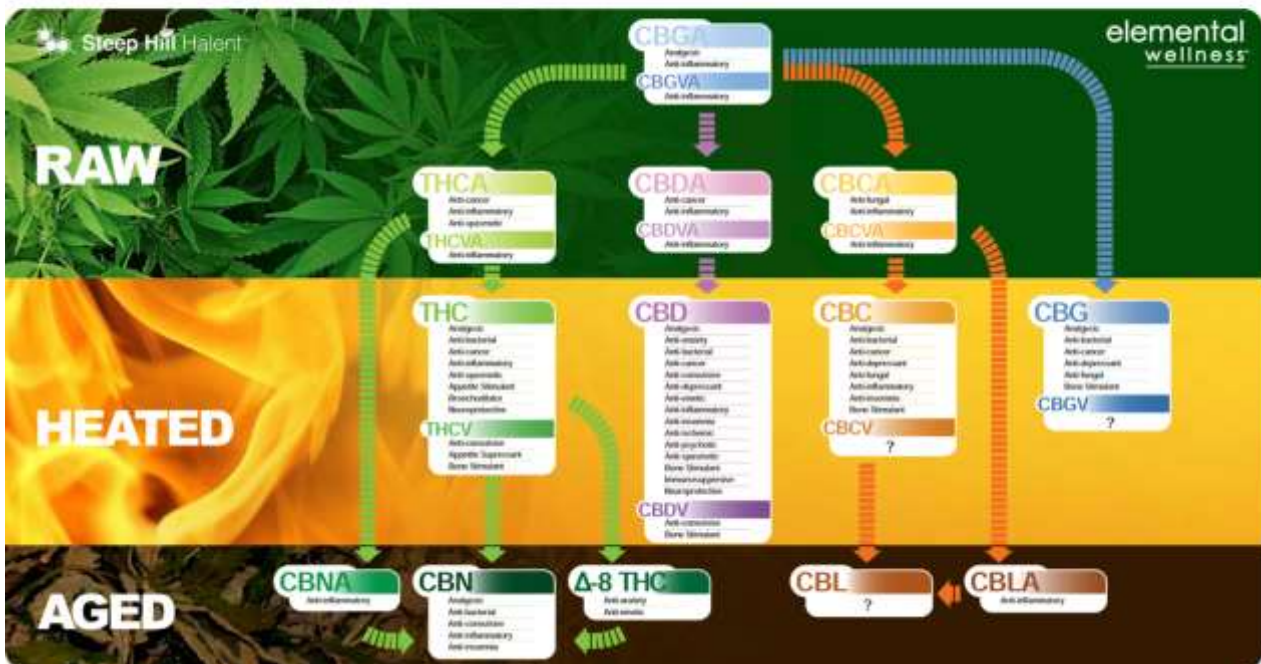 Steep Hill Halent
elemental
wellness
RAW
CBGA
Analgesic
Anti-inflammatory
CBGVA
Anti-inflammatory
THCA
Anti-cancer
Anti-inflammatory
Anti-spasmotic
THCVA
Anti-inflammatory
CBDA
Anti-cancer
Anti-inflammatory
CBDVA
Anti-inflammatory
CBCA
Anti-fungal
Anti-inflammatory
CBCVA
Anti-inflammatory
HEATED
THC
Analgesic
Anti-bacterial
Anti-cancer
Anti-inflammatory
Anti-spasmotic
Appetite Stimulant
Bronchodilator
Neuroprotective
THCV
Anti-convulsive
Appetite Supressant
Bone Stimulant
CBD
Analgesic
Anti-anxiety
Anti-bacterial
Anti-cancer
Anti-convulsive
Anti-depressant
Anti-emetic
Anti-inflammatory
Anti-insomnia
Anti-ischemic
Anti-psychotic
Anti-spasmotic
Bone Stimulant
Immunosuppressive
Neuroprotective
CBDV
Anti-convulsive
Bone Stimulant
CBC
Analgesic
Anti-bacterial
Anti-cancer
Anti-depressant
Anti-fungal
Anti-inflammatory
Anti-insomnia
Bone Stimulant
CBCV
?
CBG
Analgesic
Anti-bacterial
Anti-cancer
Anti-depressant
Anti-fungal
Bone Stimulant
CBGV
?
AGED
CBNA
Anti-inflammatory
CBN
Analgesic
Anti-bacterial
Anti-convulsive
Anti-inflammatory
Anti-insomnia
Δ-8 THC
Anti-anxiety
Anti-emetic
CBL
?
CBLA
Anti-inflammatory